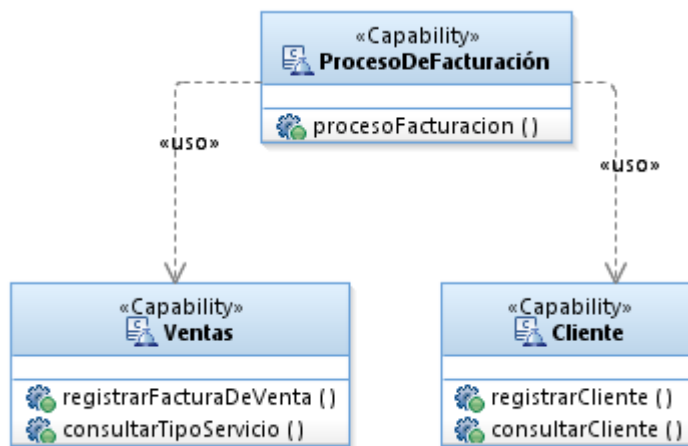 «Capability»
ProcesoDeFacturación
procesoFacturacion ()
«uso»
«uso»
«Capability»
Ventas
registrarFacturaDeVenta ()
consultarTipoServicio ()
«Capability»
Cliente
registrarCliente ()
consultarCliente ()